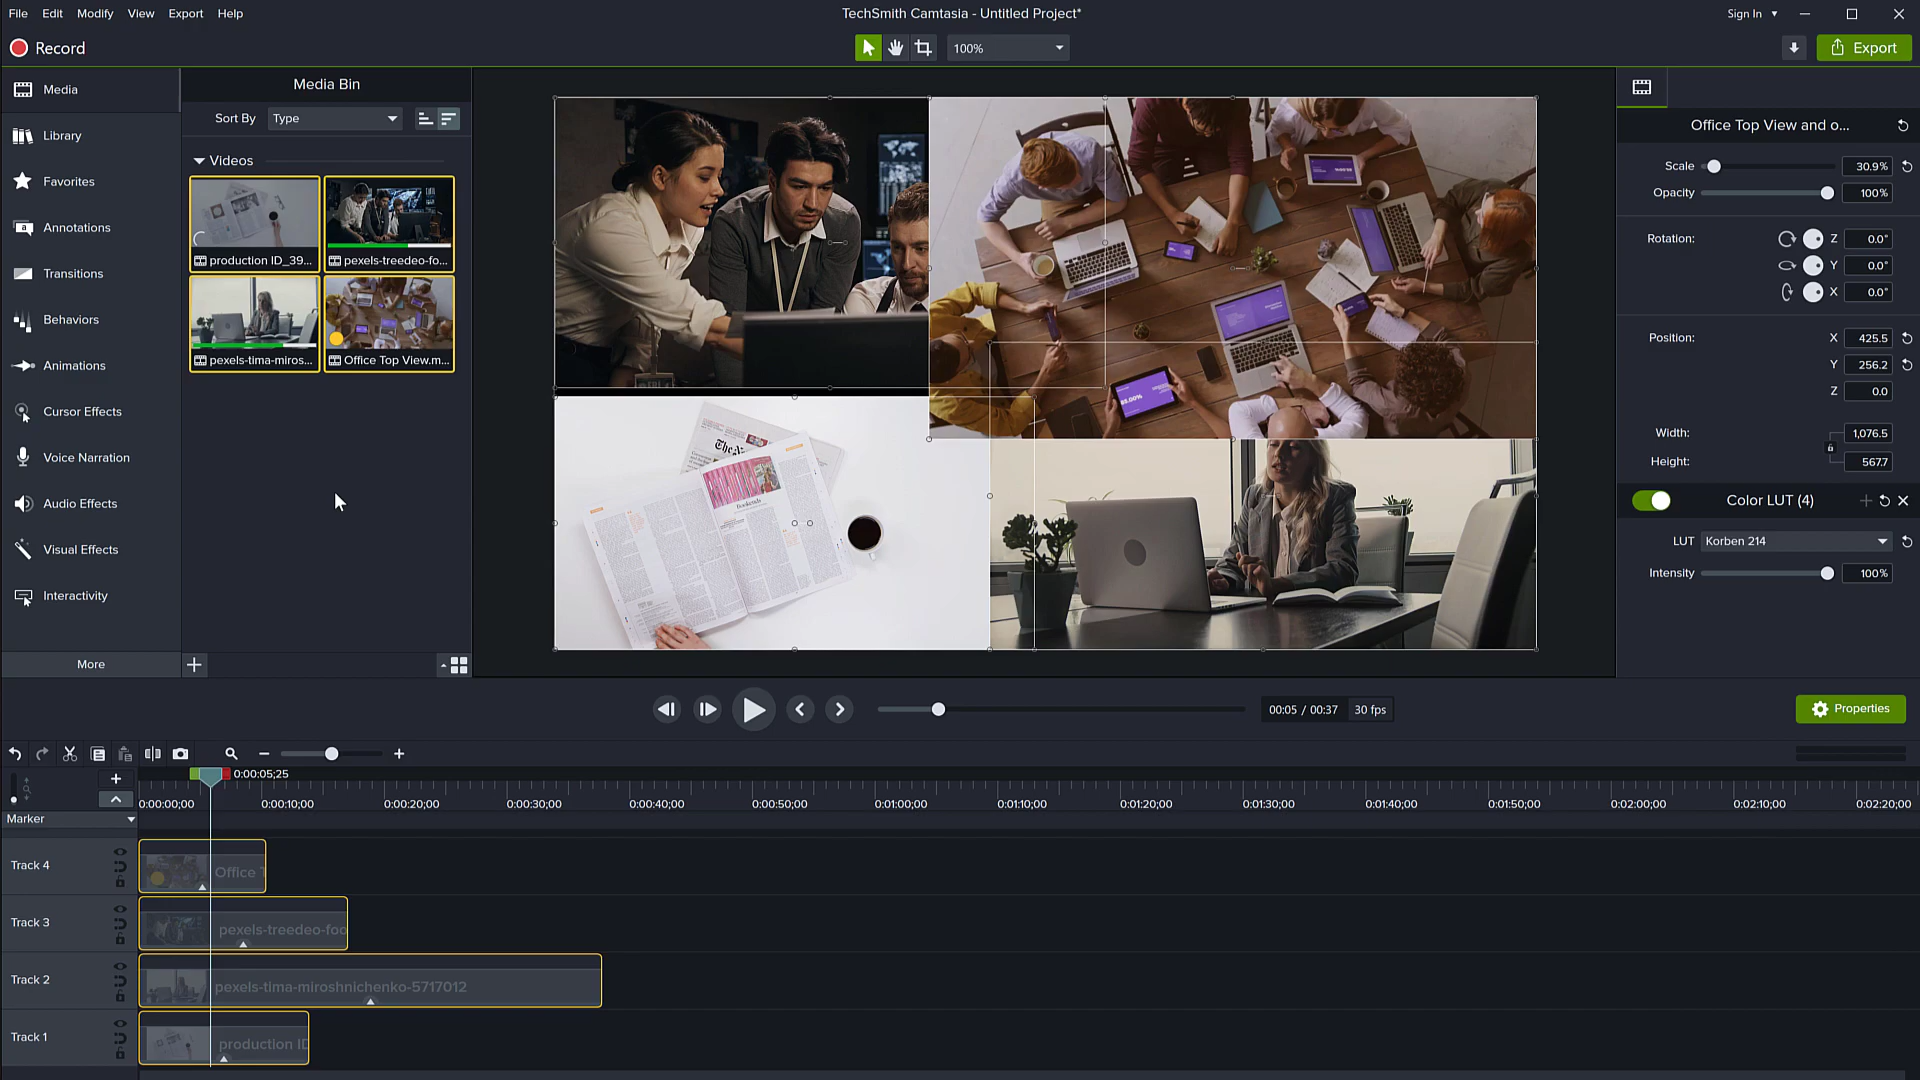 File Edit Modify View Export Help
TechSmith Camtasia - Untitled Project*
Sign In
Record
100%
Export
Media
Library
Favorites
Annotations
Transitions
Behaviors
Animations
Cursor Effects
Voice Narration
Audio Effects
Visual Effects
Interactivity
More
Media Bin
Sort By Type
Videos
production ID_39...
pexels-treedeo-fo...
pexels-tima-miros...
Office Top View.m...
Office Top View and o...
Scale 30.9%
Opacity 100%
Rotation: Z 0.0°
Y 0.0°
X 0.0°
Position: X 425.5
Y 256.2
Z 0.0
Width: 1,076.5
Height: 567.7
Color LUT (4)
LUT Korben 214
Intensity 100%
00:05 / 00:37 30 fps
Properties
0:00:05;25
0:00:00;00 0:00:10;00 0:00:20;00 0:00:30;00 0:00:40;00 0:00:50;00 0:01:00;00 0:01:10;00 0:01:20;00 0:01:30;00 0:01:40;00 0:01:50;00 0:02:00;00 0:02:10;00 0:02:20;00
Marker
Track 4
Office T
Track 3
pexels-treedeo-foo
Track 2
pexels-tima-miroshnichenko-5717012
Track 1
production ID